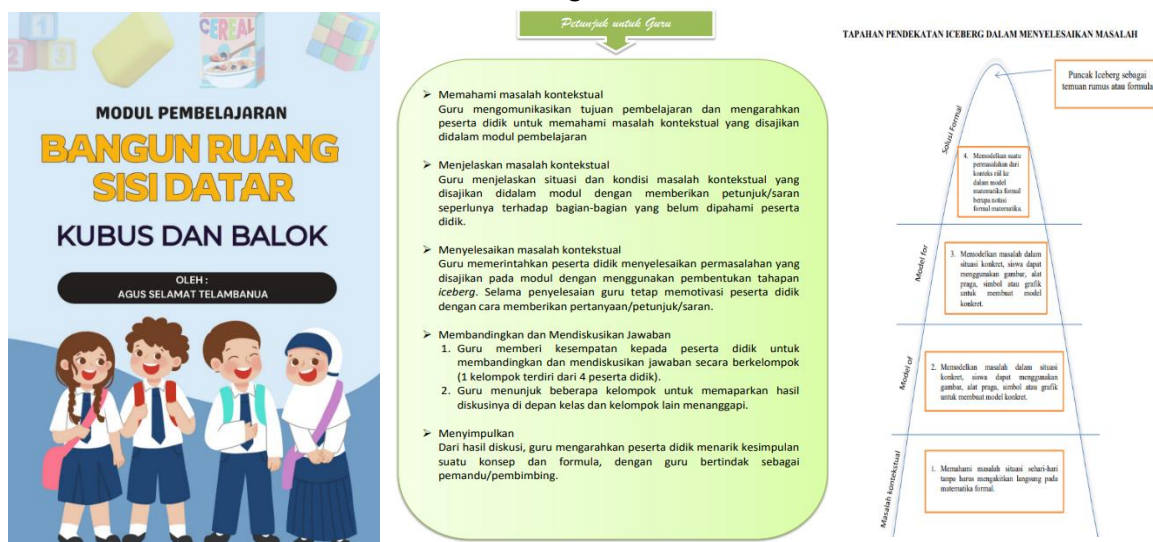 CEREAL
MODUL PEMBELAJARAN
BANGUN RUANG
SISI DATAR
KUBUS DAN BALOK
OLEH :
AGUS SELAMAT TELAMBANUA
Petunjuk untuk Guru
➢ Memahami masalah kontekstual
Guru mengomunikasikan tujuan pembelajaran dan mengarahkan
peserta didik untuk memahami masalah kontekstual yang disajikan
didalam modul pembelajaran
➢ Menjelaskan masalah kontekstual
Guru menjelaskan situasi dan kondisi masalah kontekstual yang
disajikan didalam modul dengan memberikan petunjuk/saran
seperlunya terhadap bagian-bagian yang belum dipahami peserta
didik.
➢ Menyelesaikan masalah kontekstual
Guru memerintahkan peserta didik menyelesaikan permasalahan yang
disajikan pada modul dengan menggunakan pembentukan tahapan
iceberg. Selama penyelesaian guru tetap memotivasi peserta didik
dengan cara memberikan pertanyaan/petunjuk/saran.
➢ Membandingkan dan Mendiskusikan Jawaban
1. Guru memberi kesempatan kepada peserta didik untuk
membandingkan dan mendiskusikan jawaban secara berkelompok
(1 kelompok terdiri dari 4 peserta didik).
2. Guru menunjuk beberapa kelompok untuk memaparkan hasil
diskusinya di depan kelas dan kelompok lain menanggapi.
➢ Menyimpulkan
Dari hasil diskusi, guru mengarahkan peserta didik menarik kesimpulan
suatu konsep dan formula, dengan guru bertindak sebagai
pemandu/pembimbing.
TAPAHAN PENDEKATAN ICEBERG DALAM MENYELESAIKAN MASALAH
Puncak Iceberg sebagai
temuan rumus atau formula
Solusi Formal
4. Memodelkan suatu
permasalahan dari
konteks riil ke
dalam model
matematika formal
berupa notasi
formal matematika.
Model for
3. Memodelkan masalah dalam
situasi konkret, siswa dapat
menggunakan gambar, alat
praga, simbol atau grafik
untuk membuat model
konkret.
Model of
2. Memodelkan masalah dalam situasi
konkret, siswa dapat menggunakan
gambar, alat praga, simbol atau grafik
untuk membuat model konkret.
Masalah kontekstual
1. Memahami masalah situasi sehari-hari
tanpa harus mengakitkan langsung pada
matematika formal.